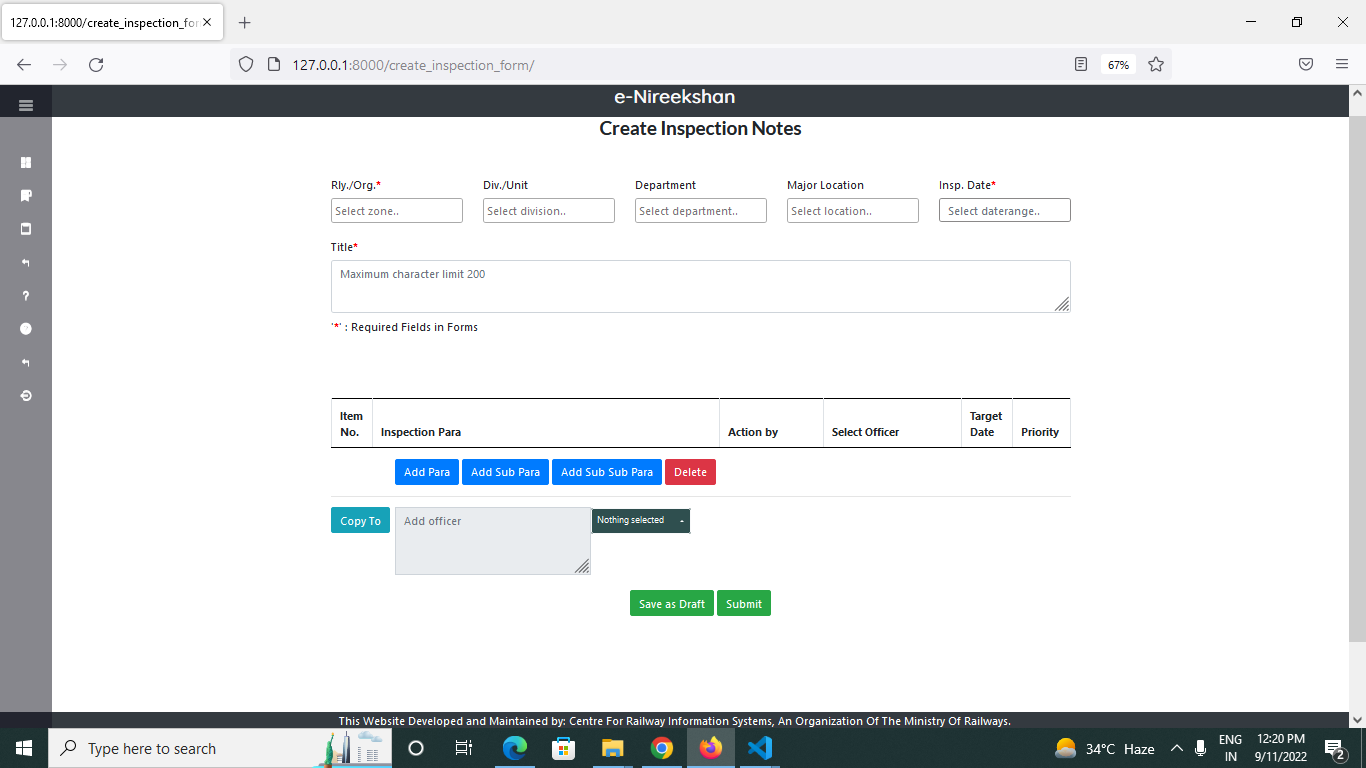 127.0.0.1:8000/create_inspection_for
127.0.0.1:8000/create_inspection_form/
67%
e-Nireekshan
Create Inspection Notes
Rly./Org.* Div./Unit Department Major Location Insp. Date*
Select zone.. Select division.. Select department.. Select location.. Select daterange..
Title*
Maximum character limit 200
'*' : Required Fields in Forms
Item No. Inspection Para Action by Select Officer Target Date Priority
Add Para Add Sub Para Add Sub Sub Para Delete
Copy To Add officer Nothing selected
Save as Draft Submit
This Website Developed and Maintained by: Centre For Railway Information Systems, An Organization Of The Ministry Of Railways.
Type here to search
34°C Haze
ENG
IN
12:20 PM
9/11/2022
2